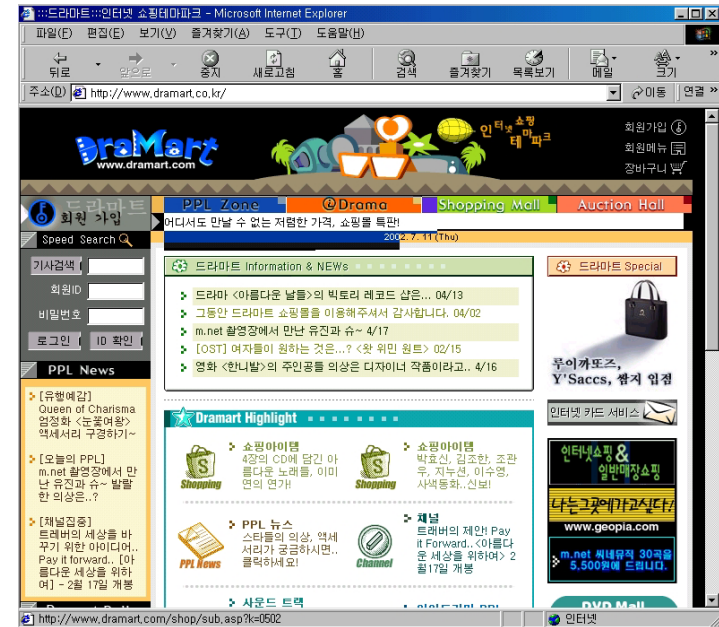 :::드라마트:::인터넷 쇼핑테마파크 - Microsoft Internet Explorer
파일(F) 편집(E) 보기(V) 즐겨찾기(A) 도구(T) 도움말(H)
뒤로 앞으로 중지 새로고침 홈 검색 즐겨찾기 목록보기 메일 크기
주소(D) http://www.dramart.co.kr/ 이동 연결
DraMart
www.dramart.com
인터넷 쇼핑 테마파크
회원가입
회원메뉴
장바구니
드라마트
회원 가입
PPL Zone @Drama Shopping Mall Auction Hall
어디서도 만날 수 없는 저렴한 가격, 쇼핑몰 특판!
2002. 7. 11 (Thu)
Speed Search
기사검색
회원ID
비밀번호
로그인 ID 확인
PPL News
[유행예감]
Queen of Charisma
엄정화 <눈꽃여왕>
액세서리 구경하기~
[오늘의 PPL]
m.net 촬영장에서 만
난 유진과 슈~ 발랄
한 의상은..?
[채널집중]
트레버의 세상을 바
꾸기 위한 아이디어..
Pay it forward.. [아
름다운 세상을 위하
여] - 2월 17일 개봉
드라마트 Information & NEWs
드라마 <아름다운 날들>의 빅토리 레코드 샵은... 04/13
그동안 드라마트 쇼핑몰을 이용해주셔서 감사합니다. 04/02
m.net 촬영장에서 만난 유진과 슈~ 4/17
[OST] 여자들이 원하는 것은...? <왓 위민 원트> 02/15
영화 <한니발>의 주인공들 의상은 디자이너 작품이라고.. 4/16
Dramart Highlight
Shopping
쇼핑아이템
4장의 CD에 담긴 아
름다운 노래들, 이미
연의 연가!
Shopping
쇼핑아이템
박효신, 김조한, 조관
우, 지누션, 이수영,
사색동화..신보!
PPL News
PPL 뉴스
스타들의 의상, 액세
서리가 궁금하시면..
클릭하세요!
Channel
채널
트래버의 제안! Pay
it Forward..<아름다
운 세상을 위하여> 2
월17일 개봉
사운드 트랙
드라마트 Special
루이까또즈,
Y'Saccs, 쌈지 입점
인터넷 카드 서비스
인터넷쇼핑&
일반매장쇼핑
나는그곳에가고싶다!
www.geopia.com
m.net 씨네뮤직 30곡을
5,500원에 드립니다.
DVD Mall
http://www.dramart.com/shop/sub.asp?k=0502 인터넷